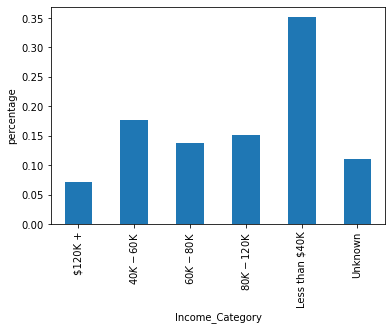 0.35
0.30
0.25
0.20
0.15
0.10
0.05
0.00
percentage
$120K +
40K − 60K
60K − 80K
80K − 120K
Less than $40K
Unknown
Income_Category